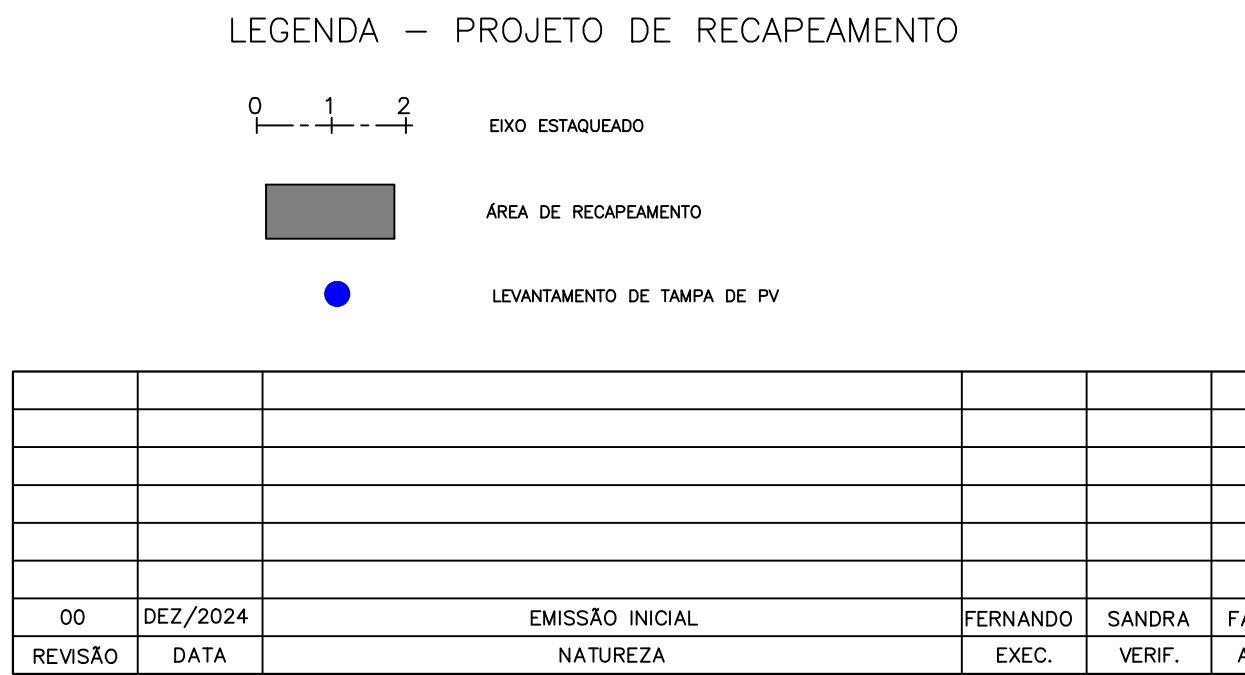 LEGENDA – PROJETO DE RECAPEAMENTO
0 1 2
EIXO ESTAQUEADO
ÁREA DE RECAPEAMENTO
LEVANTAMENTO DE TAMPA DE PV
00 DEZ/2024 EMISSÃO INICIAL FERNANDO SANDRA
REVISÃO DATA NATUREZA EXEC. VERIF.